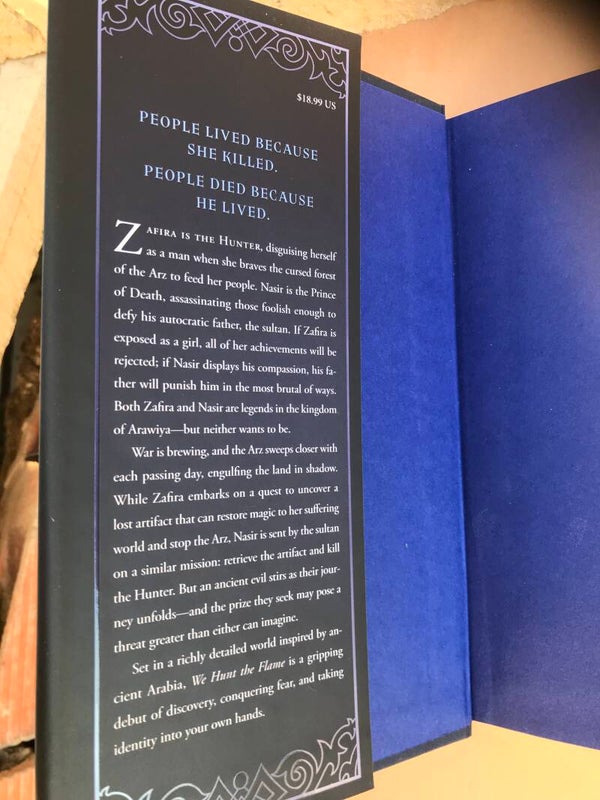 $18.99 US
PEOPLE LIVED BECAUSE
SHE KILLED.
PEOPLE DIED BECAUSE
HE LIVED.
ZAFIRA IS THE HUNTER, disguising herself
as a man when she braves the cursed forest
of the Arz to feed her people. Nasir is the Prince
of Death, assassinating those foolish enough to
defy his autocratic father, the sultan. If Zafira is
exposed as a girl, all of her achievements will be
rejected; if Nasir displays his compassion, his fa-
ther will punish him in the most brutal of ways.
Both Zafira and Nasir are legends in the kingdom
of Arawiya—but neither wants to be.
War is brewing, and the Arz sweeps closer with
each passing day, engulfing the land in shadow.
While Zafira embarks on a quest to uncover a
lost artifact that can restore magic to her suffering
world and stop the Arz, Nasir is sent by the sultan
on a similar mission: retrieve the artifact and kill
the Hunter. But an ancient evil stirs as their jour-
ney unfolds—and the prize they seek may pose a
threat greater than either can imagine.
Set in a richly detailed world inspired by an-
cient Arabia, We Hunt the Flame is a gripping
debut of discovery, conquering fear, and taking
identity into your own hands.